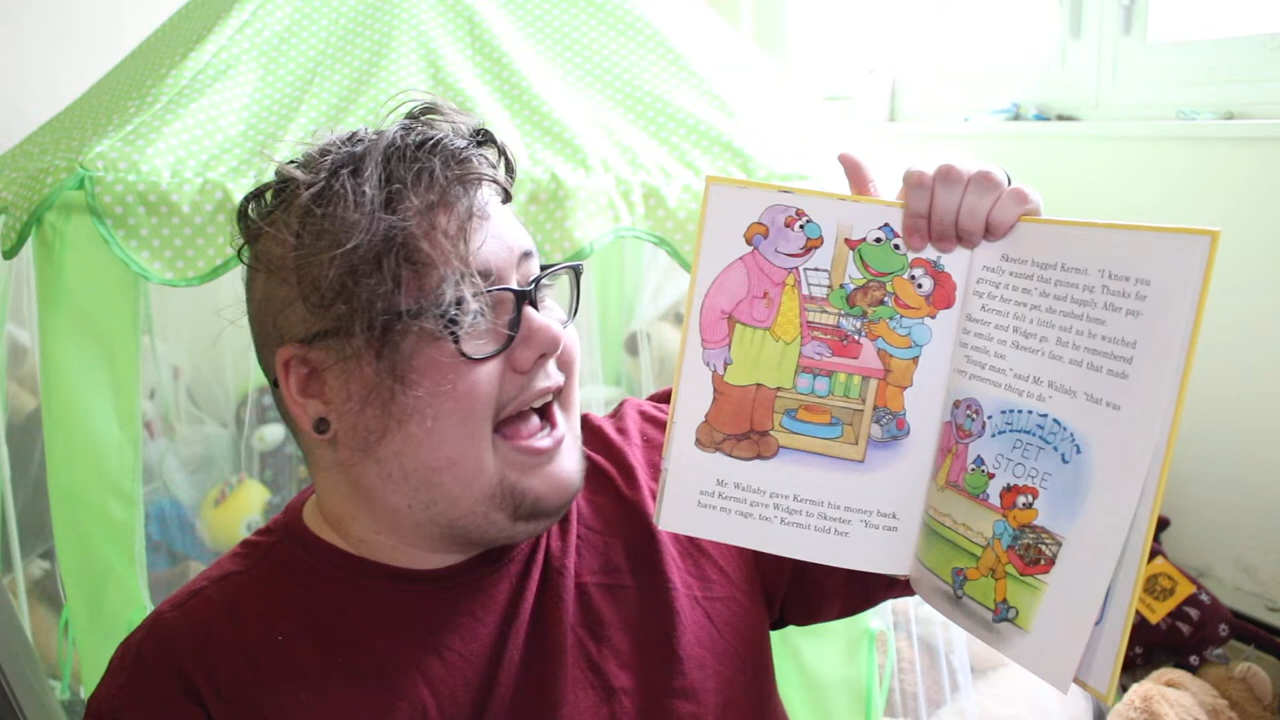 Mr. Wallaby gave Kermit his money back,
and Kermit gave Widget to Skeeter. "You can
have my cage, too," Kermit told her.
Skeeter hugged Kermit. "I know you
really wanted that guinea pig. Thanks for
giving it to me," she said happily. After pay-
ing for her new pet, she rushed home.
Kermit felt a little sad as he watched
Skeeter and Widget go. But he remembered
the smile on Skeeter's face, and that made
smile, too.
"Young man," said Mr. Wallaby, "that was
very generous thing to do."
WALLABY'S
PET
STORE